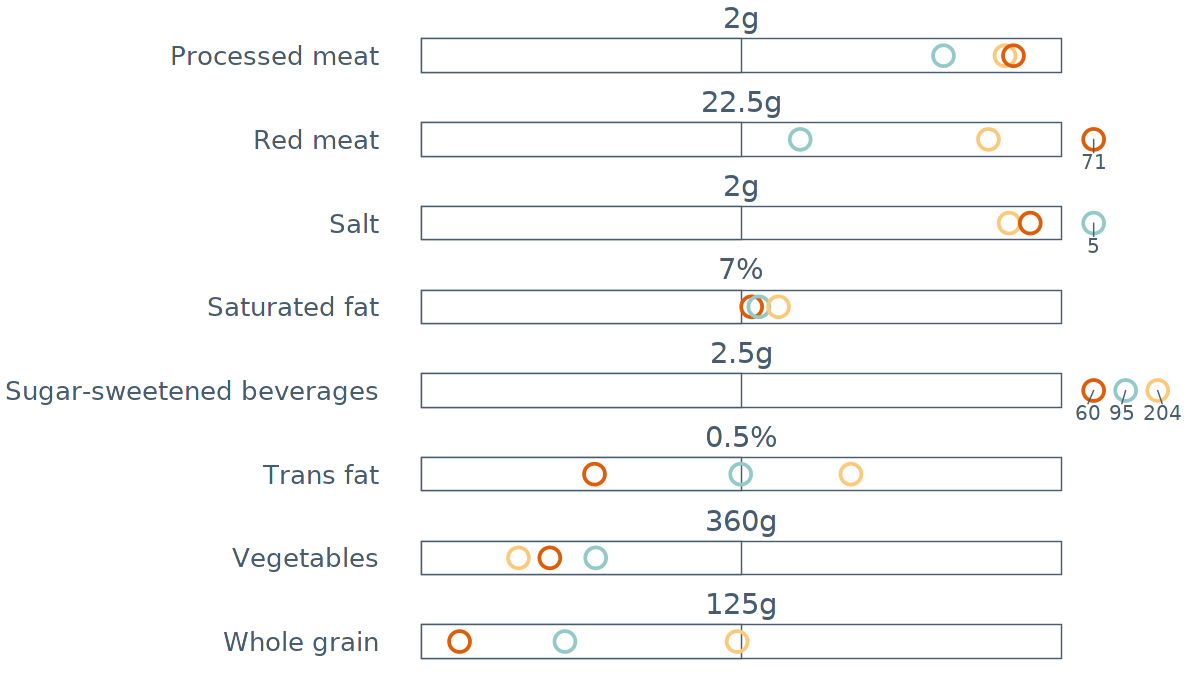 2g
Processed meat
22.5g
Red meat
71
2g
Salt
5
7%
Saturated fat
2.5g
Sugar-sweetened beverages
60 95 204
0.5%
Trans fat
360g
Vegetables
125g
Whole grain